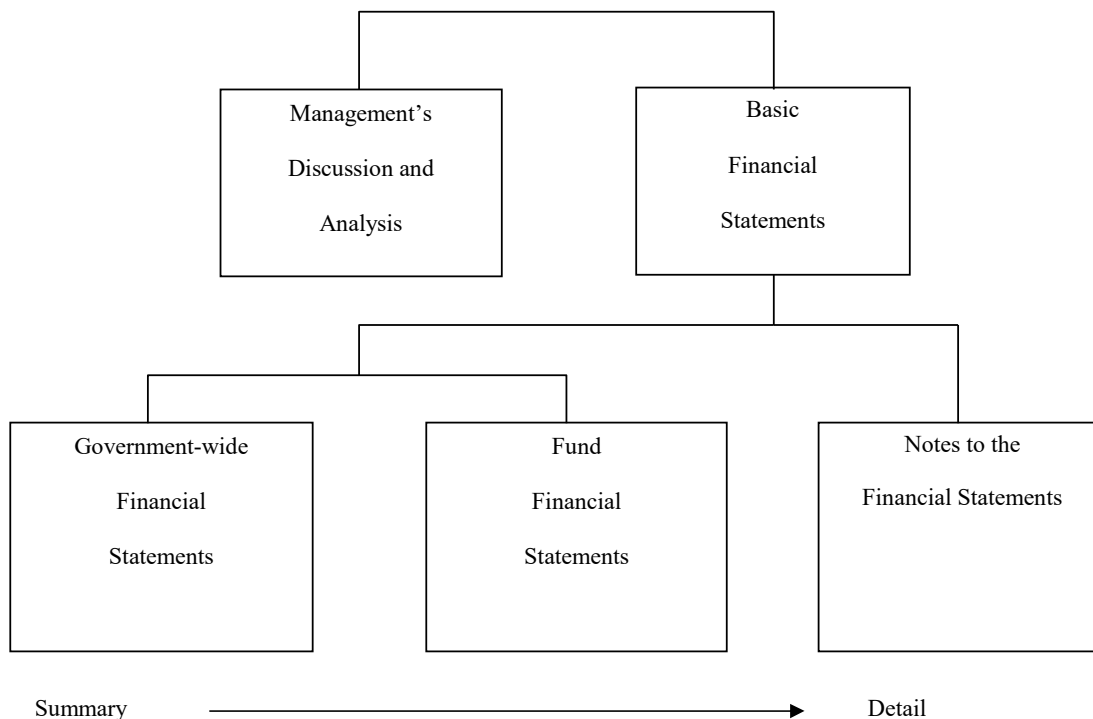 Management’s
Discussion and
Analysis
Basic
Financial
Statements
Government-wide
Financial
Statements
Fund
Financial
Statements
Notes to the
Financial Statements
Summary
Detail